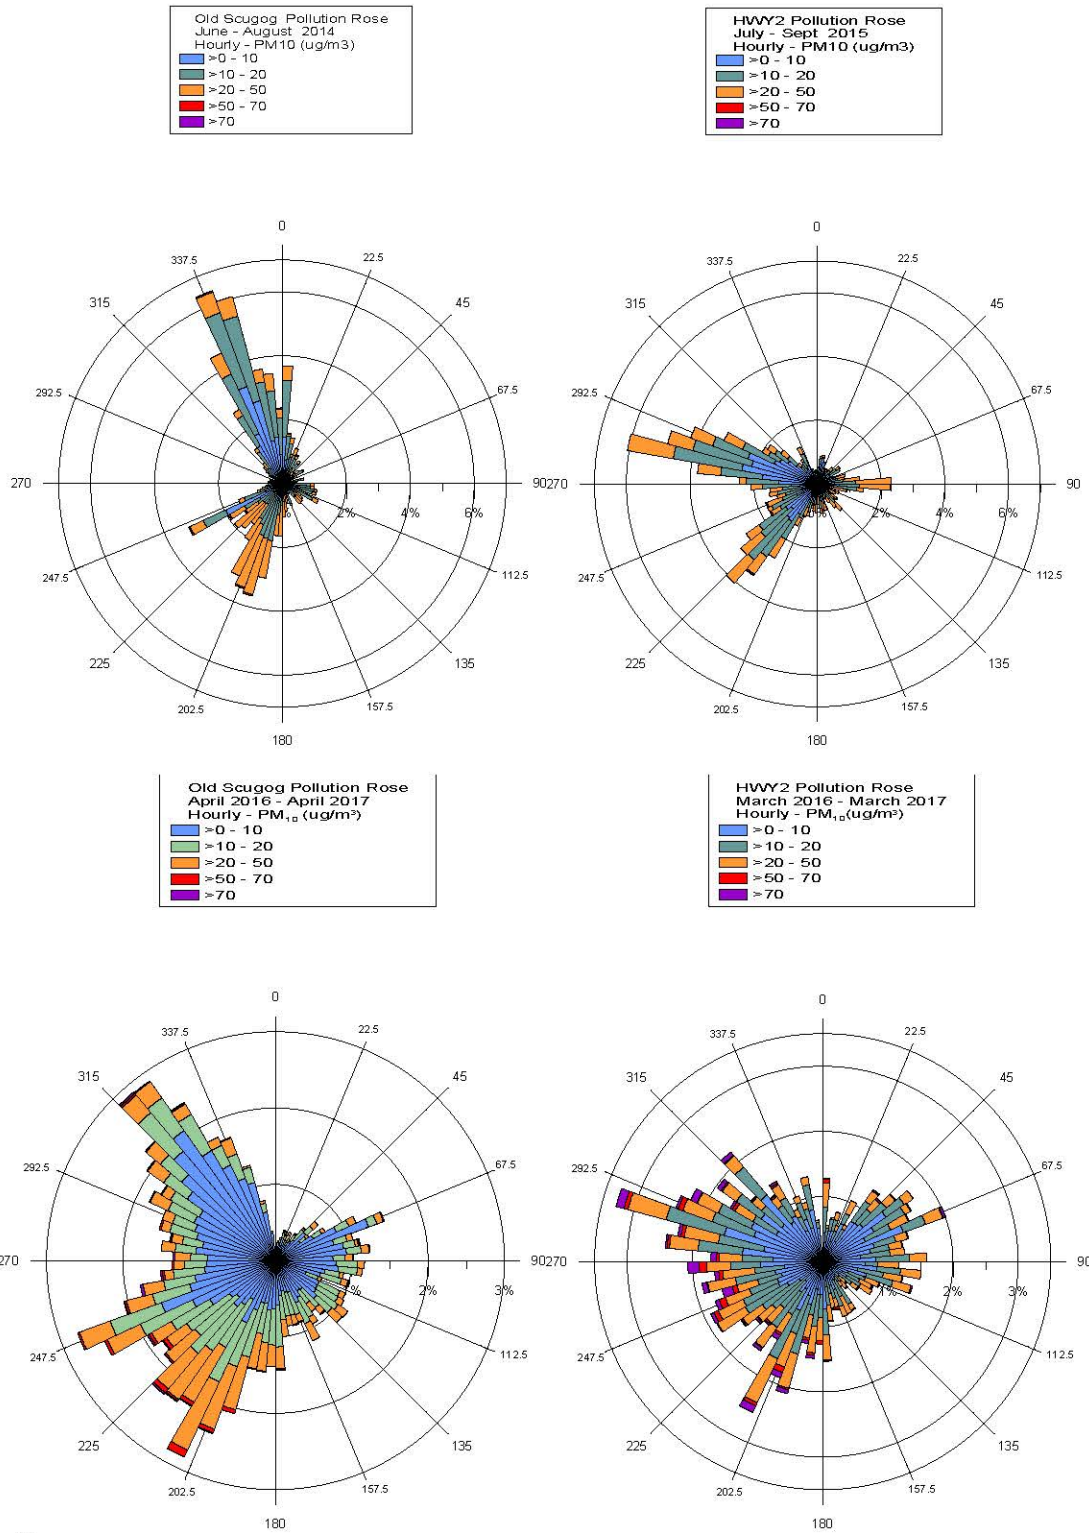 Old Scugog Pollution Rose
June - August 2014
Hourly - PM10 (ug/m3)
>0 - 10
>10 - 20
>20 - 50
>50 - 70
>70
HWY2 Pollution Rose
July - Sept 2015
Hourly - PM10 (ug/m3)
>0 - 10
>10 - 20
>20 - 50
>50 - 70
>70
0
22.5
45
67.5
90
112.5
135
157.5
180
202.5
225
247.5
270
292.5
315
337.5
2%
4%
6%
0
22.5
45
67.5
90
112.5
135
157.5
180
202.5
225
247.5
270
292.5
315
337.5
2%
4%
6%
Old Scugog Pollution Rose
April 2016 - April 2017
Hourly - PM₁₀ (ug/m³)
>0 - 10
>10 - 20
>20 - 50
>50 - 70
>70
HWY2 Pollution Rose
March 2016 - March 2017
Hourly - PM₁₀(ug/m³)
>0 - 10
>10 - 20
>20 - 50
>50 - 70
>70
0
22.5
45
67.5
90
112.5
135
157.5
180
202.5
225
247.5
270
292.5
315
337.5
2%
3%
0
22.5
45
67.5
90
112.5
135
157.5
180
202.5
225
247.5
270
292.5
315
337.5
1%
2%
3%